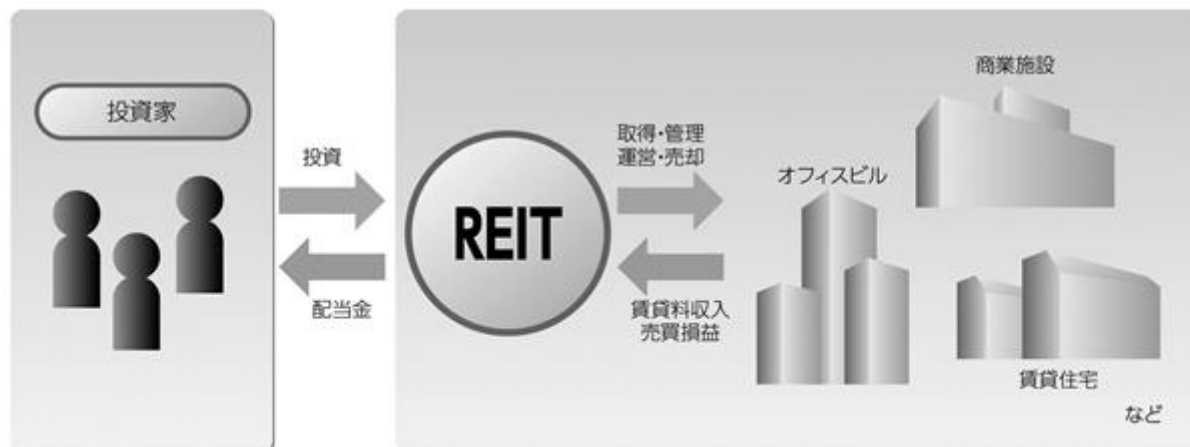 投資家
投資
配当金
REIT
取得・管理
運営・売却
賃貸料収入
売買損益
オフィスビル
商業施設
賃貸住宅
など